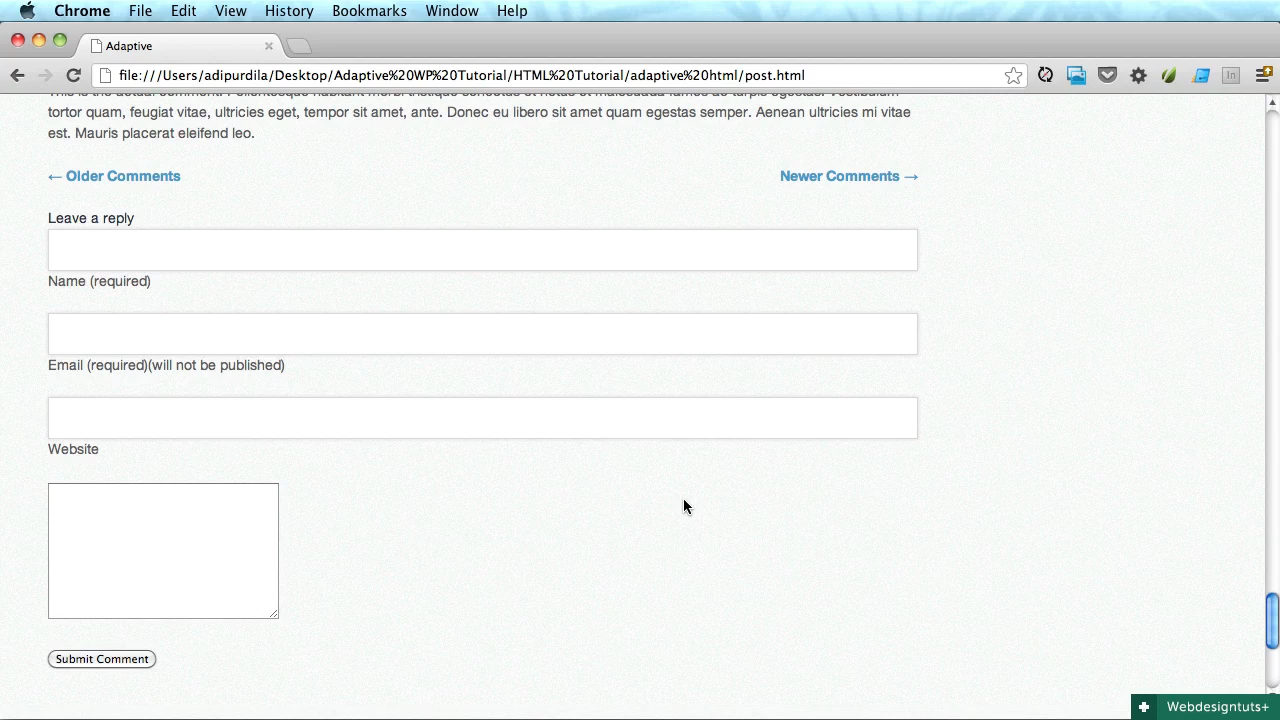 Chrome File Edit View History Bookmarks Window Help
Adaptive
file:///Users/adipurdila/Desktop/Adaptive%20WP%20Tutorial/HTML%20Tutorial/adaptive%20html/post.html
tortor quam, feugiat vitae, ultricies eget, tempor sit amet, ante. Donec eu libero sit amet quam egestas semper. Aenean ultricies mi vitae
est. Mauris placerat eleifend leo.
← Older Comments Newer Comments →
Leave a reply
Name (required)
Email (required)(will not be published)
Website
Submit Comment
Webdesigntuts+